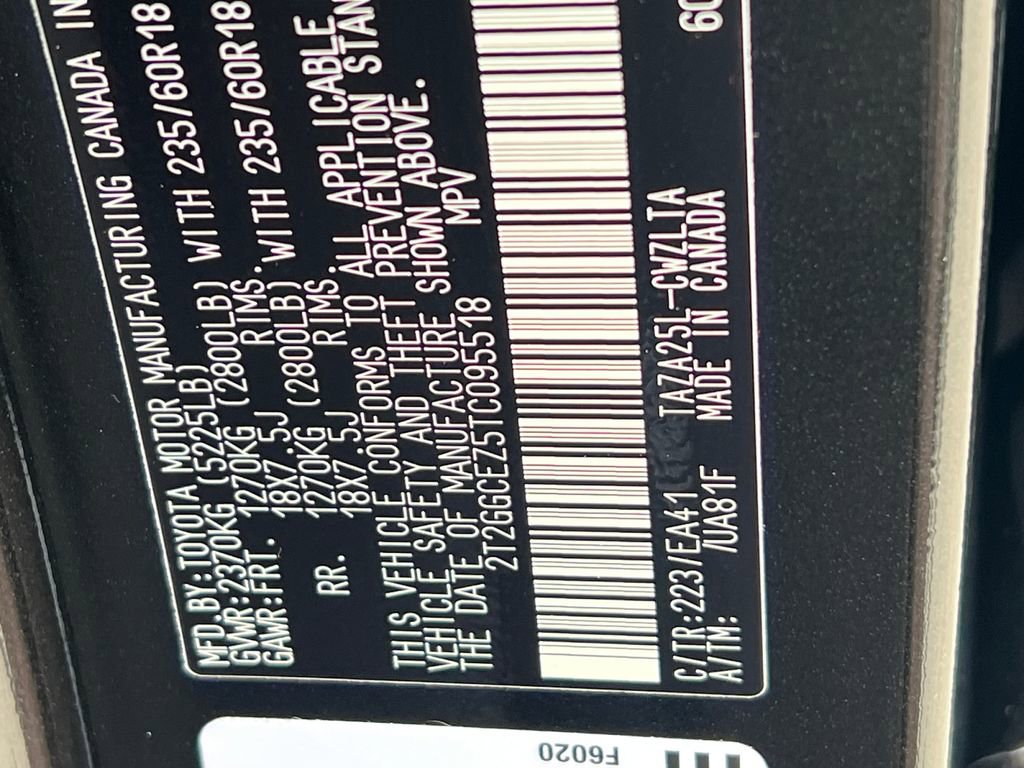 MFD.BY:TOYOTA MOTOR MANUFACTURING CANADA IN
GVWR:2370KG (5225LB)
GAWR:FRT. 1270KG (2800LB) WITH 235/60R18
18X7.5J RIMS.
RR. 1270KG (2800LB) WITH 235/60R18
18X7.5J RIMS.
THIS VEHICLE CONFORMS TO ALL APPLICABLE
VEHICLE SAFETY AND THEFT PREVENTION STAN
THE DATE OF MANUFACTURE SHOWN ABOVE.
2T2GGCEZ5TC095518 MPV
C/TR:223/EA41 TAZA25L-CWZLTA
A/TM: /UA81F MADE IN CANADA
F6020